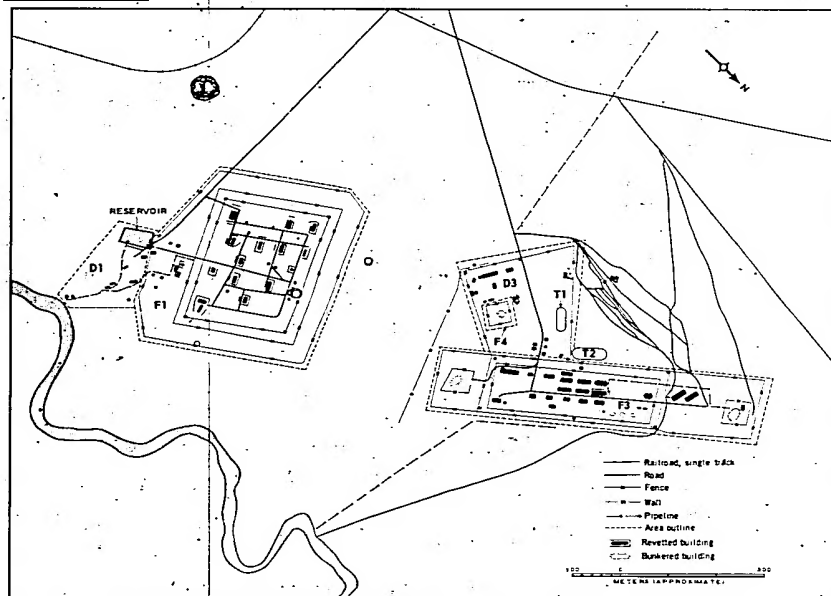 N
RESERVOIR
D1
F1
D3
T1
F4
T2
F3
Railroad, single track
Road
Fence
Wall
Pipeline
Area outline
Revetted building
Bunkered building
0
METERS (APPROXIMATE)